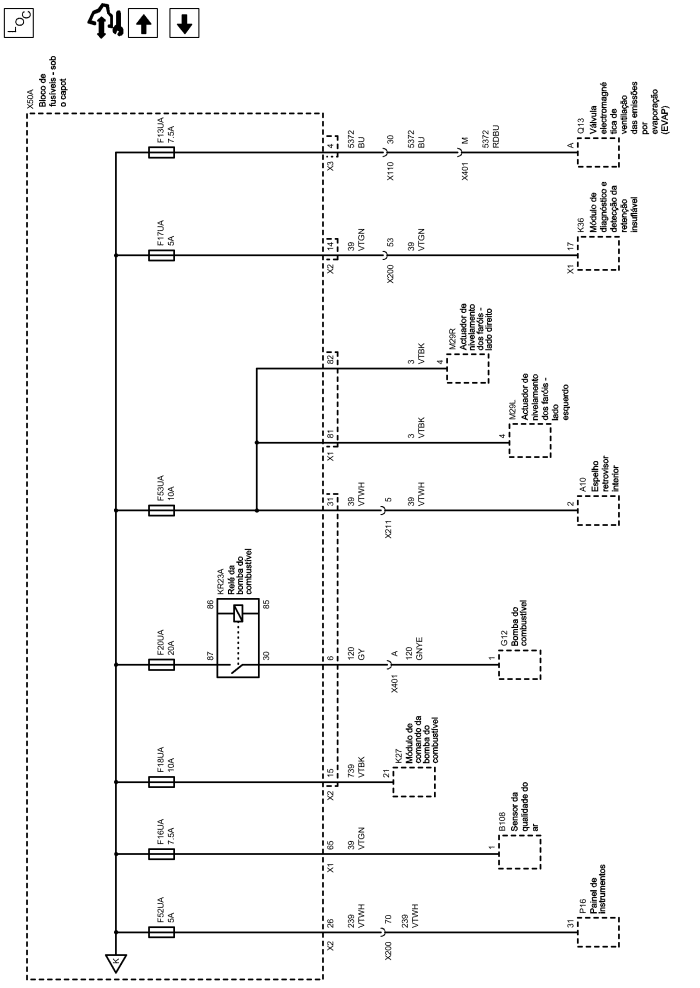 LOC
X50A
Bloco de
fusíveis - sob
o capot
F13UA
7.5A
4
X3
5372
BU
30
X110
5372
BU
M
X401
5372
RDBU
A
Q13
Válvula
electromagné
tica de
ventilação
das emissões
por
evaporação
(EVAP)
F17UA
5A
14
X2
39
VTGN
53
X200
39
VTGN
17
X1
K36
Módulo de
diagnóstico e
detecção da
retenção
insuflável
82
3
VTBK
4
M29R
Actuador de
nivelamento
dos faróis -
lado direito
81
X1
3
VTBK
4
M29L
Actuador de
nivelamento
dos faróis -
lado
esquerdo
F53UA
10A
31
39
VTWH
5
X211
39
VTWH
2
A10
Espelho
retrovisor
interior
KR23A
Relé da
bomba do
combustível
86
85
87
30
F20UA
20A
6
120
GY
A
X401
120
GNYE
1
G12
Bomba do
combustível
F18UA
10A
15
X2
739
VTBK
21
K27
Módulo de
comando da
bomba do
combustível
F16UA
7.5A
65
X1
39
VTGN
1
B108
Sensor da
qualidade do
ar
F52UA
5A
26
X2
239
VTWH
70
X200
239
VTWH
31
P16
Painel de
instrumentos
K